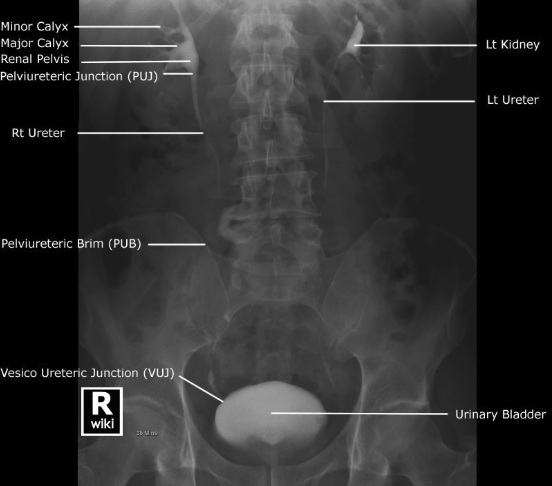 Minor Calyx
Major Calyx
Renal Pelvis
Pelviureteric Junction (PUJ)
Lt Kidney
Lt Ureter
Rt Ureter
Pelviureteric Brim (PUB)
Vesico Ureteric Junction (VUJ)
R
wiki
Urinary Bladder